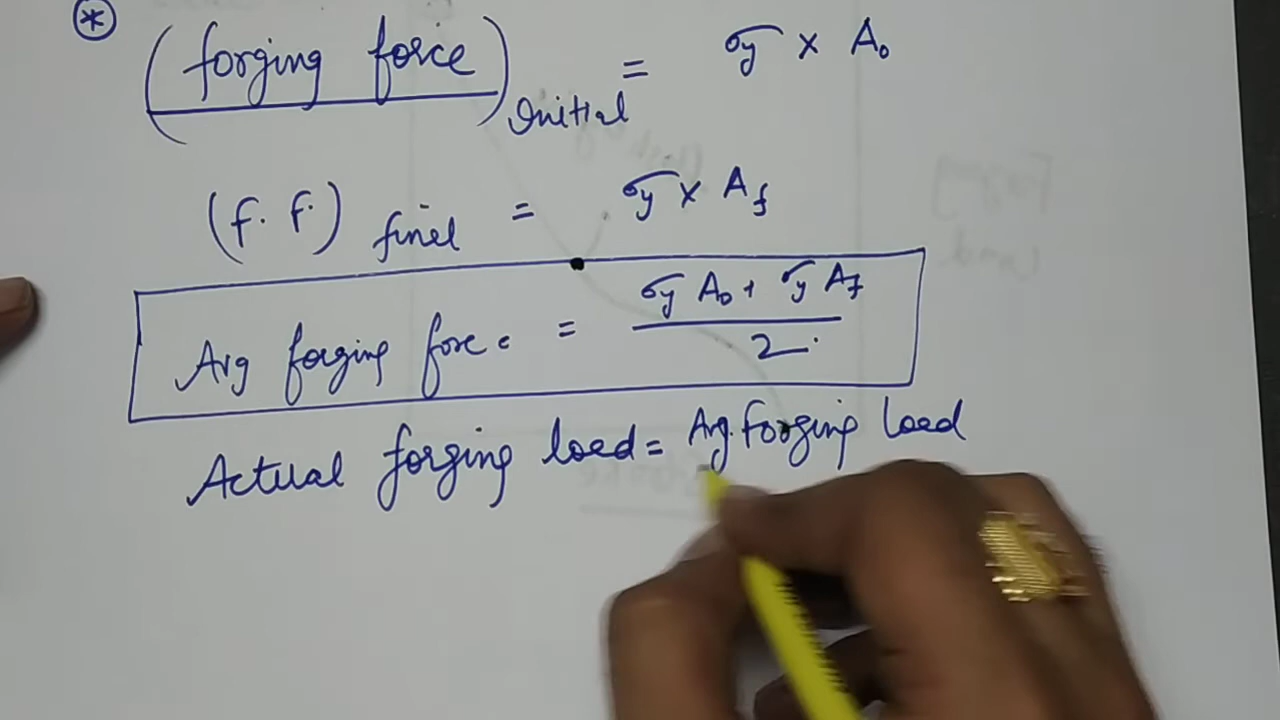 * (forging force) Initial = σy × A₀
(f. f.) finel = σy × Af
Avg forging force = σy A₀ + σy Af / 2
Actual forging load = Avg. Forging Load